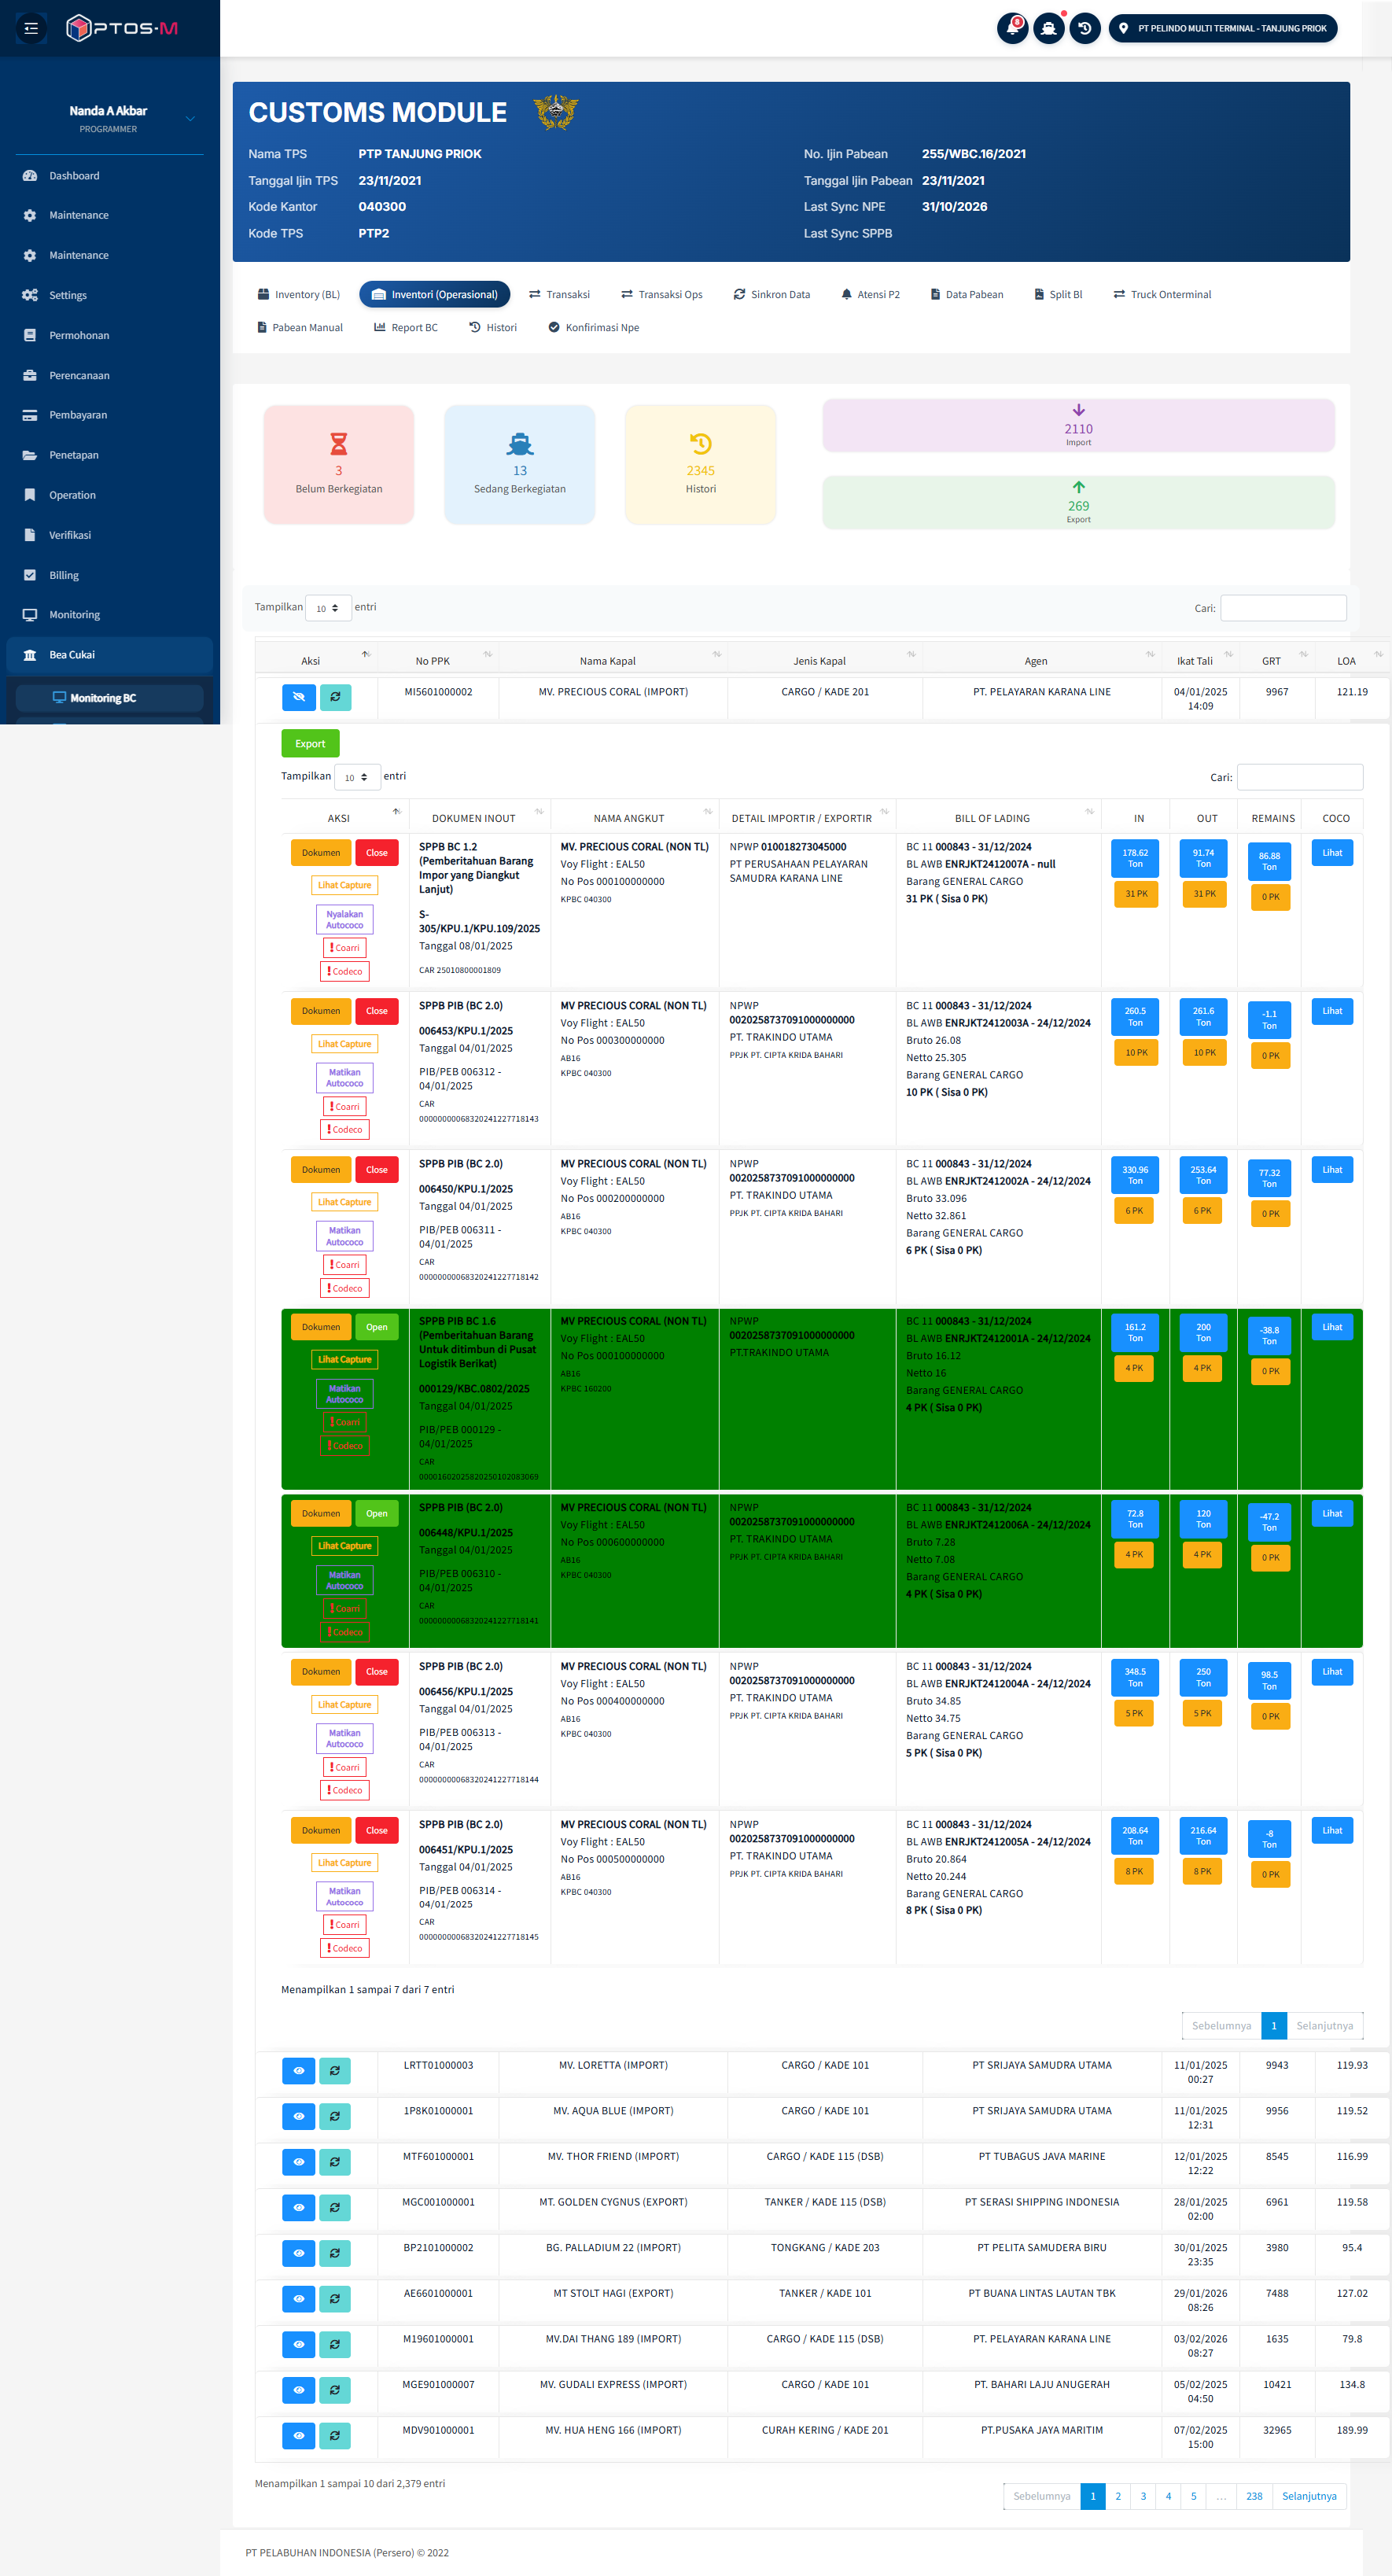 PTOS-M
8
PT PELINDO MULTI TERMINAL - TANJUNG PRIOK
Nanda A Akbar
PROGRAMMER
Dashboard
Maintenance
Maintenance
Settings
Permohonan
Perencanaan
Pembayaran
Penetapan
Operation
Verifikasi
Billing
Monitoring
Bea Cukai
Monitoring BC
CUSTOMS MODULE
Nama TPS PTP TANJUNG PRIOK No. Ijin Pabean 255/WBC.16/2021
Tanggal Ijin TPS 23/11/2021 Tanggal Ijin Pabean 23/11/2021
Kode Kantor 040300 Last Sync NPE 31/10/2026
Kode TPS PTP2 Last Sync SPPB
Inventory (BL) Inventori (Operasional) Transaksi Transaksi Ops Sinkron Data Atensi P2 Data Pabean Split Bl Truck Onterminal
Pabean Manual Report BC Histori Konfirimasi Npe
3
Belum Berkegiatan
13
Sedang Berkegiatan
2345
Histori
2110
Import
269
Export
Tampilkan 10 entri Cari:
Aksi No PPK Nama Kapal Jenis Kapal Agen Ikat Tali GRT LOA
MI5601000002 MV. PRECIOUS CORAL (IMPORT) CARGO / KADE 201 PT. PELAYARAN KARANA LINE 04/01/2025 14:09 9967 121.19
Export
Tampilkan 10 entri Cari:
AKSI DOKUMEN INOUT NAMA ANGKUT DETAIL IMPORTIR / EXPORTIR BILL OF LADING IN OUT REMAINS COCO
Dokumen Close
Lihat Capture
Nyalakan Autococo
Coarri
Codeco
SPPB BC 1.2 (Pemberitahuan Barang Impor yang Diangkut Lanjut)
S-305/KPU.1/KPU.109/2025
Tanggal 08/01/2025
CAR 25010800001809
MV. PRECIOUS CORAL (NON TL)
Voy Flight : EAL50
No Pos 000100000000
KPBC 040300
NPWP 010018273045000
PT PERUSAHAAN PELAYARAN SAMUDRA KARANA LINE
BC 11 000843 - 31/12/2024
BL AWB ENRJKT2412007A - null
Barang GENERAL CARGO
31 PK ( Sisa 0 PK)
178.62 Ton 31 PK
91.74 Ton 31 PK
86.88 Ton 0 PK
Lihat
Dokumen Close
Lihat Capture
Matikan Autococo
Coarri
Codeco
SPPB PIB (BC 2.0)
006453/KPU.1/2025
Tanggal 04/01/2025
PIB/PEB 006312 - 04/01/2025
CAR 00000000068320241227718143
MV PRECIOUS CORAL (NON TL)
Voy Flight : EAL50
No Pos 000300000000
AB16
KPBC 040300
NPWP 0020258737091000000000
PT. TRAKINDO UTAMA
PPJK PT. CIPTA KRIDA BAHARI
BC 11 000843 - 31/12/2024
BL AWB ENRJKT2412003A - 24/12/2024
Bruto 26.08
Netto 25.305
Barang GENERAL CARGO
10 PK ( Sisa 0 PK)
260.5 Ton 10 PK
261.6 Ton 10 PK
-1.1 Ton 0 PK
Lihat
Dokumen Close
Lihat Capture
Matikan Autococo
Coarri
Codeco
SPPB PIB (BC 2.0)
006450/KPU.1/2025
Tanggal 04/01/2025
PIB/PEB 006311 - 04/01/2025
CAR 00000000068320241227718142
MV PRECIOUS CORAL (NON TL)
Voy Flight : EAL50
No Pos 000200000000
AB16
KPBC 040300
NPWP 0020258737091000000000
PT. TRAKINDO UTAMA
PPJK PT. CIPTA KRIDA BAHARI
BC 11 000843 - 31/12/2024
BL AWB ENRJKT2412002A - 24/12/2024
Bruto 33.096
Netto 32.861
Barang GENERAL CARGO
6 PK ( Sisa 0 PK)
330.96 Ton 6 PK
253.64 Ton 6 PK
77.32 Ton 0 PK
Lihat
Dokumen Open
Lihat Capture
Matikan Autococo
Coarri
Codeco
SPPB PIB BC 1.6 (Pemberitahuan Barang Untuk ditimbun di Pusat Logistik Berikat)
000129/KBC.0802/2025
Tanggal 04/01/2025
PIB/PEB 000129 - 04/01/2025
CAR 00001602025820250102083069
MV PRECIOUS CORAL (NON TL)
Voy Flight : EAL50
No Pos 000100000000
AB16
KPBC 160200
NPWP 0020258737091000000000
PT.TRAKINDO UTAMA
BC 11 000843 - 31/12/2024
BL AWB ENRJKT2412001A - 24/12/2024
Bruto 16.12
Netto 16
Barang GENERAL CARGO
4 PK ( Sisa 0 PK)
161.2 Ton 4 PK
200 Ton 4 PK
-38.8 Ton 0 PK
Lihat
Dokumen Open
Lihat Capture
Matikan Autococo
Coarri
Codeco
SPPB PIB (BC 2.0)
006448/KPU.1/2025
Tanggal 04/01/2025
PIB/PEB 006310 - 04/01/2025
CAR 00000000068320241227718141
MV PRECIOUS CORAL (NON TL)
Voy Flight : EAL50
No Pos 000600000000
AB16
KPBC 040300
NPWP 0020258737091000000000
PT. TRAKINDO UTAMA
PPJK PT. CIPTA KRIDA BAHARI
BC 11 000843 - 31/12/2024
BL AWB ENRJKT2412006A - 24/12/2024
Bruto 7.28
Netto 7.08
Barang GENERAL CARGO
4 PK ( Sisa 0 PK)
72.8 Ton 4 PK
120 Ton 4 PK
-47.2 Ton 0 PK
Lihat
Dokumen Close
Lihat Capture
Matikan Autococo
Coarri
Codeco
SPPB PIB (BC 2.0)
006456/KPU.1/2025
Tanggal 04/01/2025
PIB/PEB 006313 - 04/01/2025
CAR 00000000068320241227718144
MV PRECIOUS CORAL (NON TL)
Voy Flight : EAL50
No Pos 000400000000
AB16
KPBC 040300
NPWP 0020258737091000000000
PT. TRAKINDO UTAMA
PPJK PT. CIPTA KRIDA BAHARI
BC 11 000843 - 31/12/2024
BL AWB ENRJKT2412004A - 24/12/2024
Bruto 34.85
Netto 34.75
Barang GENERAL CARGO
5 PK ( Sisa 0 PK)
348.5 Ton 5 PK
250 Ton 5 PK
98.5 Ton 0 PK
Lihat
Dokumen Close
Lihat Capture
Matikan Autococo
Coarri
Codeco
SPPB PIB (BC 2.0)
006451/KPU.1/2025
Tanggal 04/01/2025
PIB/PEB 006314 - 04/01/2025
CAR 00000000068320241227718145
MV PRECIOUS CORAL (NON TL)
Voy Flight : EAL50
No Pos 000500000000
AB16
KPBC 040300
NPWP 0020258737091000000000
PT. TRAKINDO UTAMA
PPJK PT. CIPTA KRIDA BAHARI
BC 11 000843 - 31/12/2024
BL AWB ENRJKT2412005A - 24/12/2024
Bruto 20.864
Netto 20.244
Barang GENERAL CARGO
8 PK ( Sisa 0 PK)
208.64 Ton 8 PK
216.64 Ton 8 PK
-8 Ton 0 PK
Lihat
Menampilkan 1 sampai 7 dari 7 entri
Sebelumnya 1 Selanjutnya
LRTT01000003 MV. LORETTA (IMPORT) CARGO / KADE 101 PT SRIJAYA SAMUDRA UTAMA 11/01/2025 00:27 9943 119.93
1P8K01000001 MV. AQUA BLUE (IMPORT) CARGO / KADE 101 PT SRIJAYA SAMUDRA UTAMA 11/01/2025 12:31 9956 119.52
MTF601000001 MV. THOR FRIEND (IMPORT) CARGO / KADE 115 (DSB) PT TUBAGUS JAVA MARINE 12/01/2025 12:22 8545 116.99
MGC001000001 MT. GOLDEN CYGNUS (EXPORT) TANKER / KADE 115 (DSB) PT SERASI SHIPPING INDONESIA 28/01/2025 02:00 6961 119.58
BP2101000002 BG. PALLADIUM 22 (IMPORT) TONGKANG / KADE 203 PT PELITA SAMUDERA BIRU 30/01/2025 23:35 3980 95.4
AE6601000001 MT STOLT HAGI (EXPORT) TANKER / KADE 101 PT BUANA LINTAS LAUTAN TBK 29/01/2026 08:26 7488 127.02
M19601000001 MV.DAI THANG 189 (IMPORT) CARGO / KADE 115 (DSB) PT. PELAYARAN KARANA LINE 03/02/2026 08:27 1635 79.8
MGE901000007 MV. GUDALI EXPRESS (IMPORT) CARGO / KADE 101 PT. BAHARI LAJU ANUGERAH 05/02/2025 04:50 10421 134.8
MDV901000001 MV. HUA HENG 166 (IMPORT) CURAH KERING / KADE 201 PT.PUSAKA JAYA MARITIM 07/02/2025 15:00 32965 189.99
Menampilkan 1 sampai 10 dari 2,379 entri
Sebelumnya 1 2 3 4 5 … 238 Selanjutnya
PT PELABUHAN INDONESIA (Persero) © 2022